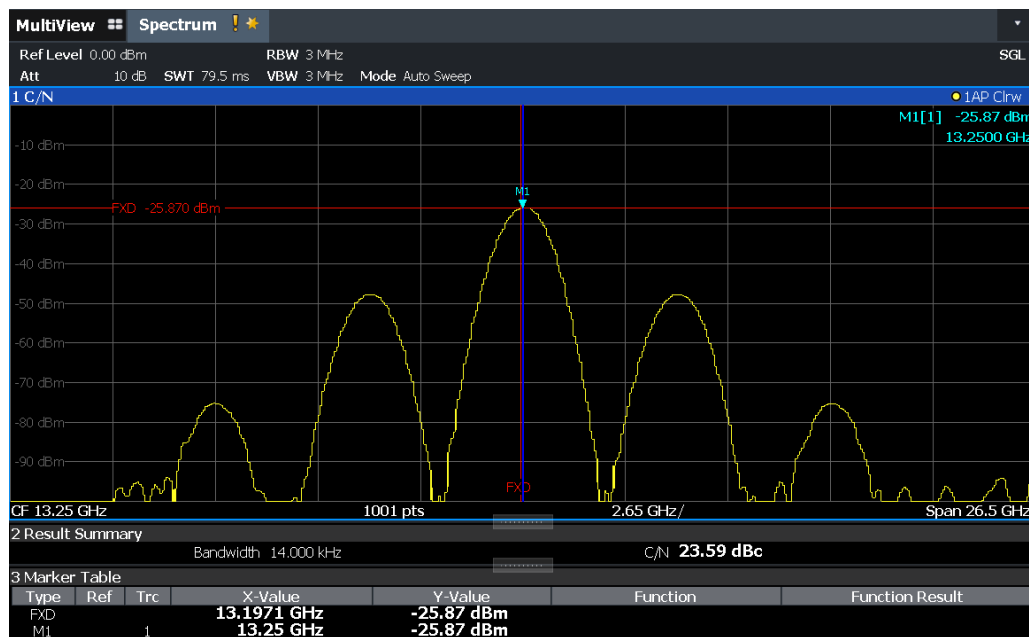 MultiView Spectrum !
Ref Level 0.00 dBm RBW 3 MHz SGL
Att 10 dB SWT 79.5 ms VBW 3 MHz Mode Auto Sweep
1 C/N 1AP Clrw
M1[1] -25.87 dBm
13.2500 GHz
-10 dBm
-20 dBm
M1
FXD -25.870 dBm
-30 dBm
-40 dBm
-50 dBm
-60 dBm
-70 dBm
-80 dBm
-90 dBm
FXD
CF 13.25 GHz 1001 pts 2.65 GHz/ Span 26.5 GHz
2 Result Summary
Bandwidth 14.000 kHz C/N 23.59 dBc
3 Marker Table
Type Ref Trc X-Value Y-Value Function Function Result
FXD 13.1971 GHz -25.87 dBm
M1 1 13.25 GHz -25.87 dBm